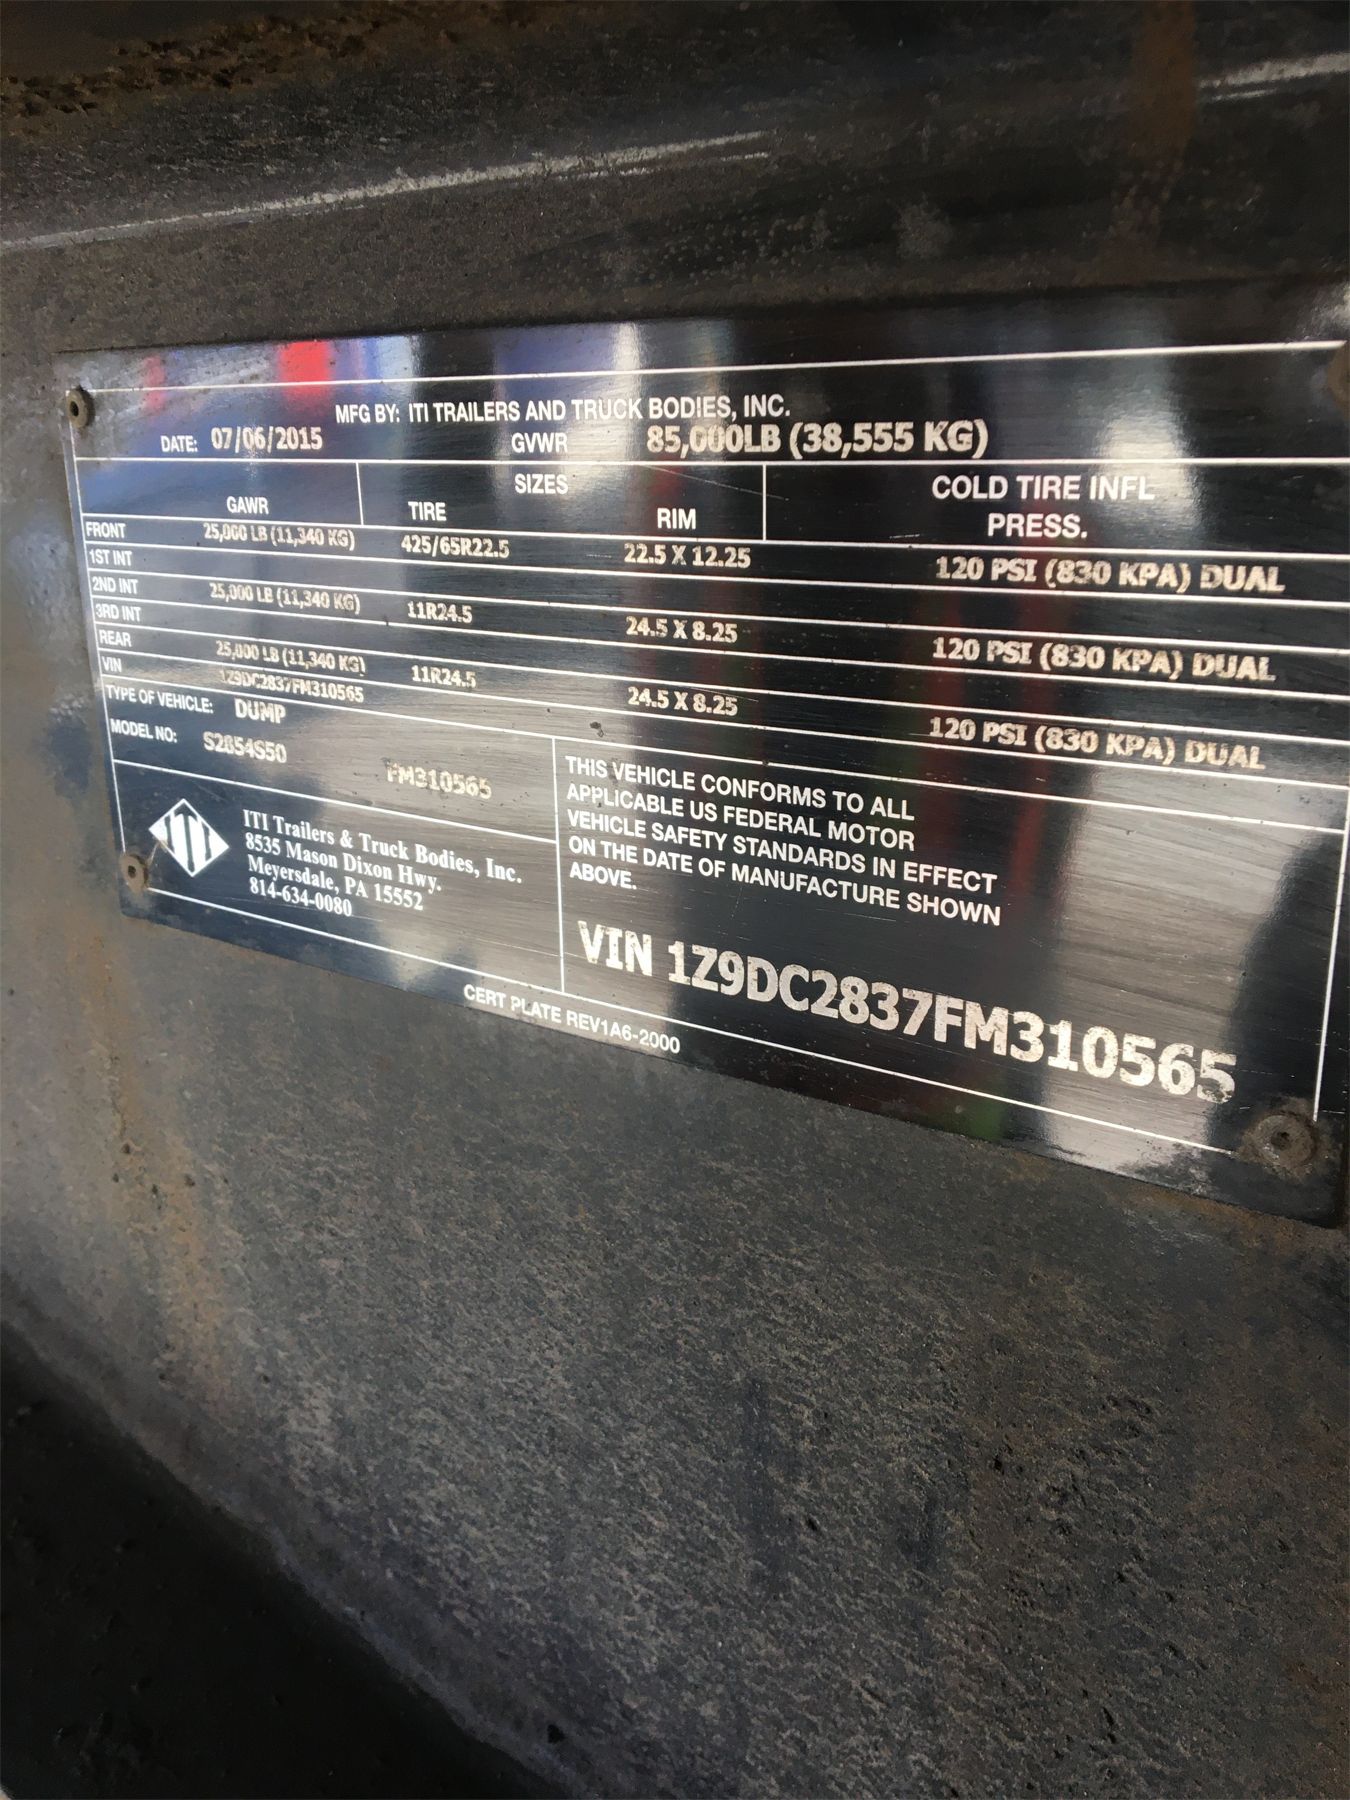 MFG BY: ITI TRAILERS AND TRUCK BODIES, INC.
DATE: 07/06/2015 GVWR 85,000LB (38,555 KG)
GAWR SIZES COLD TIRE INFL
TIRE RIM PRESS.
FRONT 25,000 LB (11,340 KG) 425/65R22.5 22.5 X 12.25 120 PSI (830 KPA) DUAL
1ST INT
2ND INT 25,000 LB (11,340 KG) 11R24.5 24.5 X 8.25 120 PSI (830 KPA) DUAL
3RD INT
REAR 25,000 LB (11,340 KG) 11R24.5 24.5 X 8.25 120 PSI (830 KPA) DUAL
VIN 1Z9DC2837FM310565
TYPE OF VEHICLE: DUMP
MODEL NO: S2854S50 FM310565
ITI
ITI Trailers & Truck Bodies, Inc.
8535 Mason Dixon Hwy.
Meyersdale, PA 15552
814-634-0080
THIS VEHICLE CONFORMS TO ALL
APPLICABLE US FEDERAL MOTOR
VEHICLE SAFETY STANDARDS IN EFFECT
ON THE DATE OF MANUFACTURE SHOWN
ABOVE.
VIN 1Z9DC2837FM310565
CERT PLATE REV1A6-2000